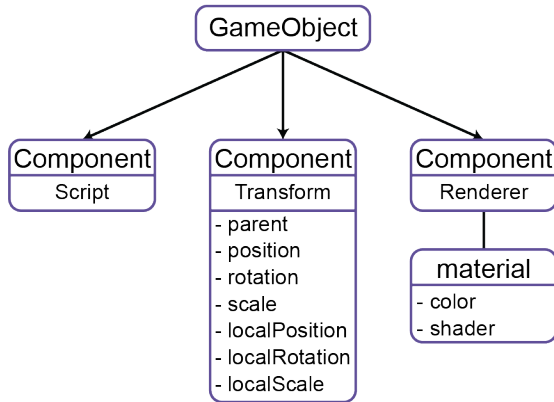 GameObject
Component
Script
Component
Transform
- parent
- position
- rotation
- scale
- localPosition
- localRotation
- localScale
Component
Renderer
material
- color
- shader